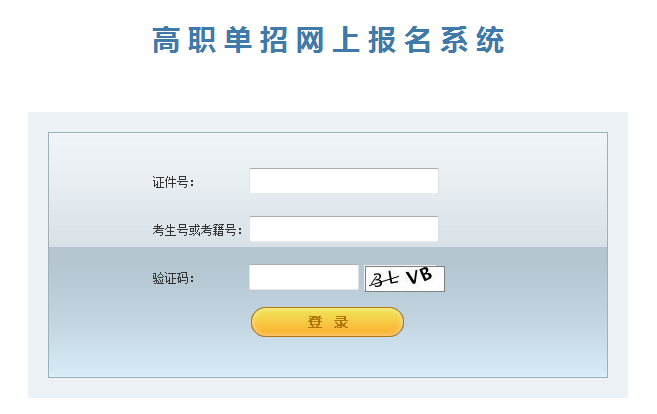 高职单招网上报名系统
证件号：
考生号或考籍号：
验证码：
VB
登 录